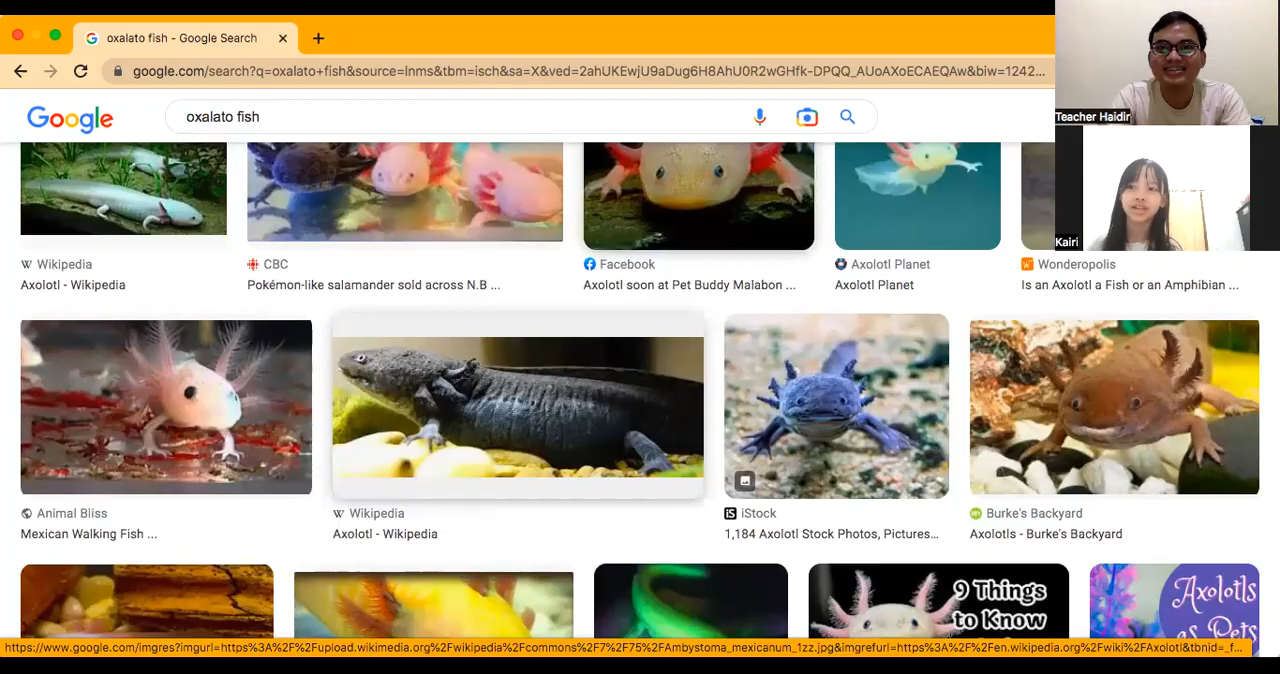 oxalato fish - Google Search
google.com/search?q=oxalato+fish&source=lnms&tbm=isch&sa=X&ved=2ahUKEwjU9aDug6H8AhU0R2wGHfk-DPQQ_AUoAXoECAEQAw&biw=1242...
Teacher Haidir
Kairi
Google
oxalato fish
W Wikipedia
Axolotl - Wikipedia
CBC
Pokémon-like salamander sold across N.B ...
Facebook
Axolotl soon at Pet Buddy Malabon ...
Axolotl Planet
Axolotl Planet
Wonderopolis
Is an Axolotl a Fish or an Amphibian ...
Animal Bliss
Mexican Walking Fish ...
W Wikipedia
Axolotl - Wikipedia
iS iStock
1,184 Axolotl Stock Photos, Pictures...
Burke's Backyard
Axolotls - Burke's Backyard
9 Things
to Know
Axolotls
as Pets
https://www.google.com/imgres?imgurl=https%3A%2F%2Fupload.wikimedia.org%2Fwikipedia%2Fcommons%2F7%2F75%2FAmbystoma_mexicanum_1zz.jpg&imgrefurl=https%3A%2F%2Fen.wikipedia.org%2Fwiki%2FAxolotl&tbnid=_f...